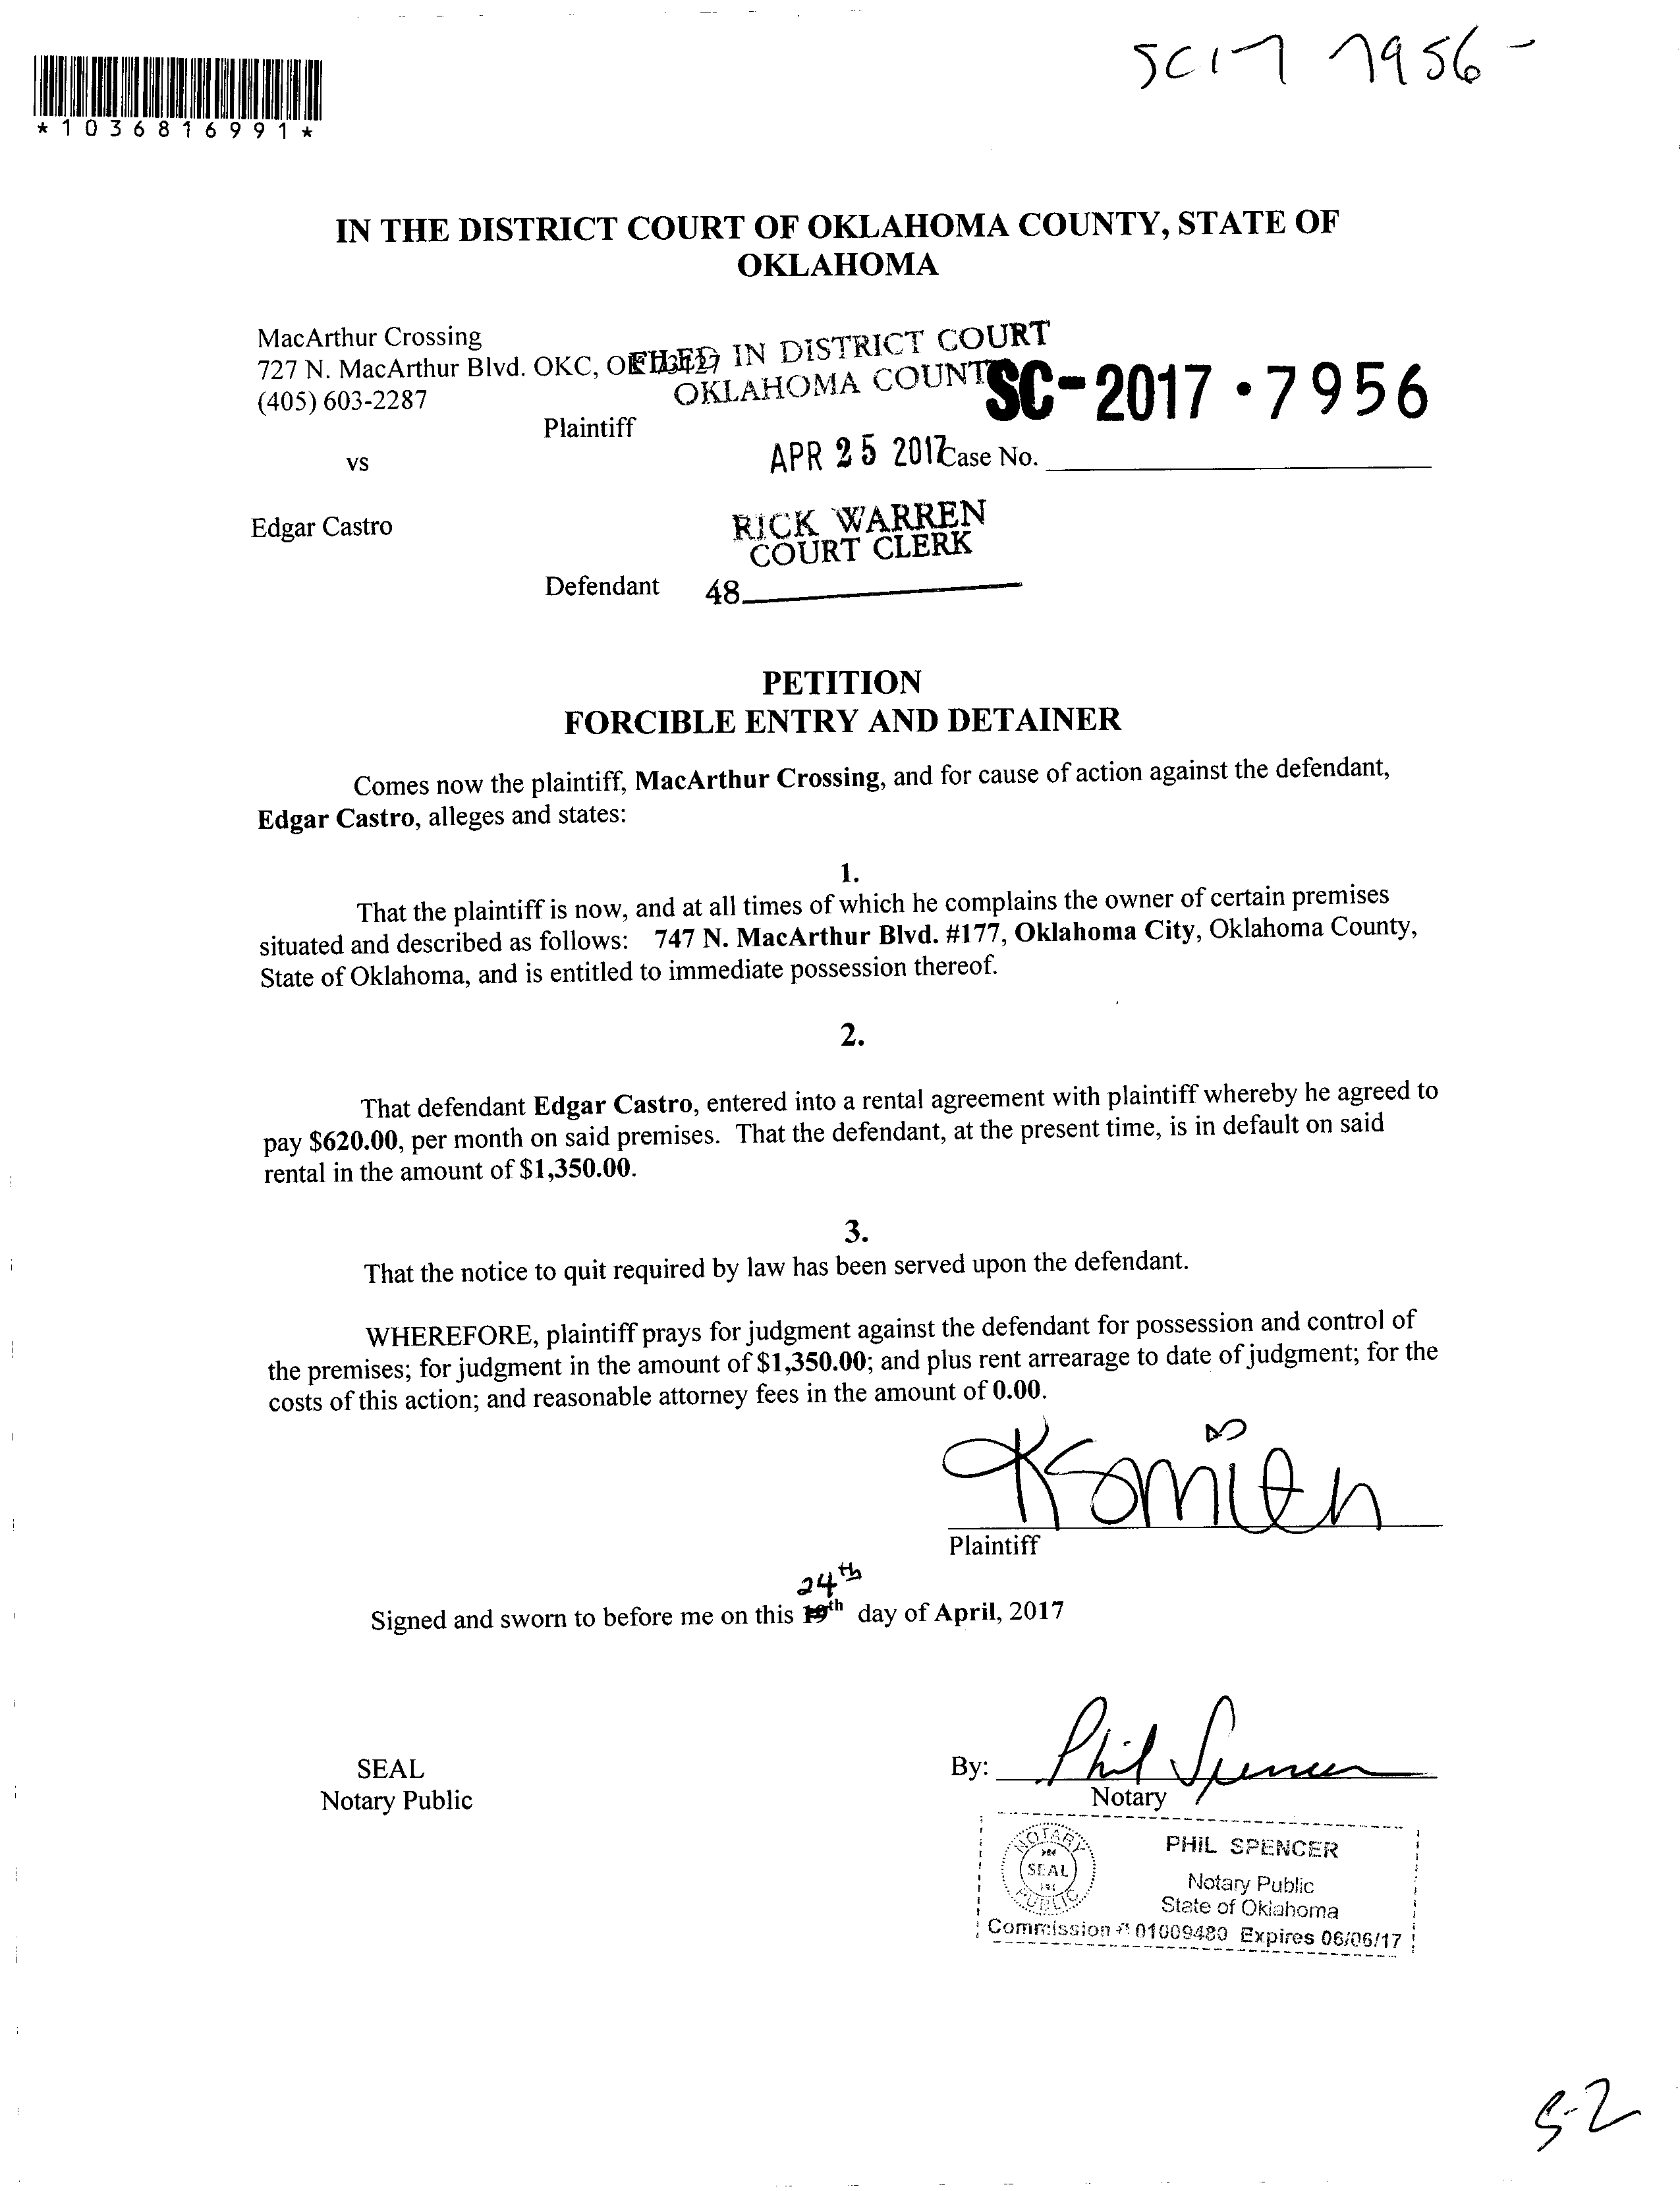 SC17 7956-
*1036816991*
IN THE DISTRICT COURT OF OKLAHOMA COUNTY, STATE OF
OKLAHOMA
MacArthur Crossing
727 N. MacArthur Blvd. OKC, OK 73127
(405) 603-2287
Plaintiff
vs
Edgar Castro
Defendant
FILED IN DISTRICT COURT
OKLAHOMA COUNT
SC-2017·7956
APR 25 2017
Case No.
RICK WARREN
COURT CLERK
48
PETITION
FORCIBLE ENTRY AND DETAINER
Comes now the plaintiff, MacArthur Crossing, and for cause of action against the defendant,
Edgar Castro, alleges and states:
1.
That the plaintiff is now, and at all times of which he complains the owner of certain premises
situated and described as follows: 747 N. MacArthur Blvd. #177, Oklahoma City, Oklahoma County,
State of Oklahoma, and is entitled to immediate possession thereof.
2.
That defendant Edgar Castro, entered into a rental agreement with plaintiff whereby he agreed to
pay $620.00, per month on said premises. That the defendant, at the present time, is in default on said
rental in the amount of $1,350.00.
3.
That the notice to quit required by law has been served upon the defendant.
WHEREFORE, plaintiff prays for judgment against the defendant for possession and control of
the premises; for judgment in the amount of $1,350.00; and plus rent arrearage to date of judgment; for the
costs of this action; and reasonable attorney fees in the amount of 0.00.
KSmith
Plaintiff
24th
Signed and sworn to before me on this 19th day of April, 2017
SEAL
Notary Public
By: Phil Spencer
Notary
NOTARY
SEAL
PUBLIC
PHIL SPENCER
Notary Public
State of Oklahoma
Commission # 01009480 Expires 06/06/17
5-2